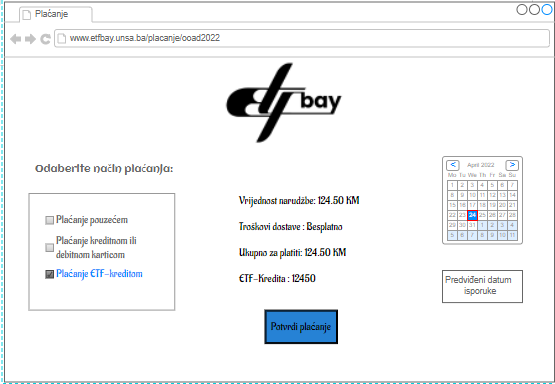 Plaćanje
www.etfbay.unsa.ba/placanje/ooad2022
etf bay
Odaberite način plaćanja:
Plaćanje pouzećem
Plaćanje kreditnom ili
debitnom karticom
Plaćanje ETF-kreditom
Vrijednost narudžbe: 124.50 KM
Troškovi dostave : Besplatno
Ukupno za platiti: 124.50 KM
ETF-Kredita : 12450
Potvrdi plaćanje
< April 2022 >
Mo Tu We Th Fr Sa Su
1 2 3 4 5 6 7
8 9 10 11 12 13 14
15 16 17 18 19 20 21
22 23 24 25 26 27 28
29 30 31 1 2 3 4
5 6 7 8 9 10 11
Predviđeni datum
isporuke